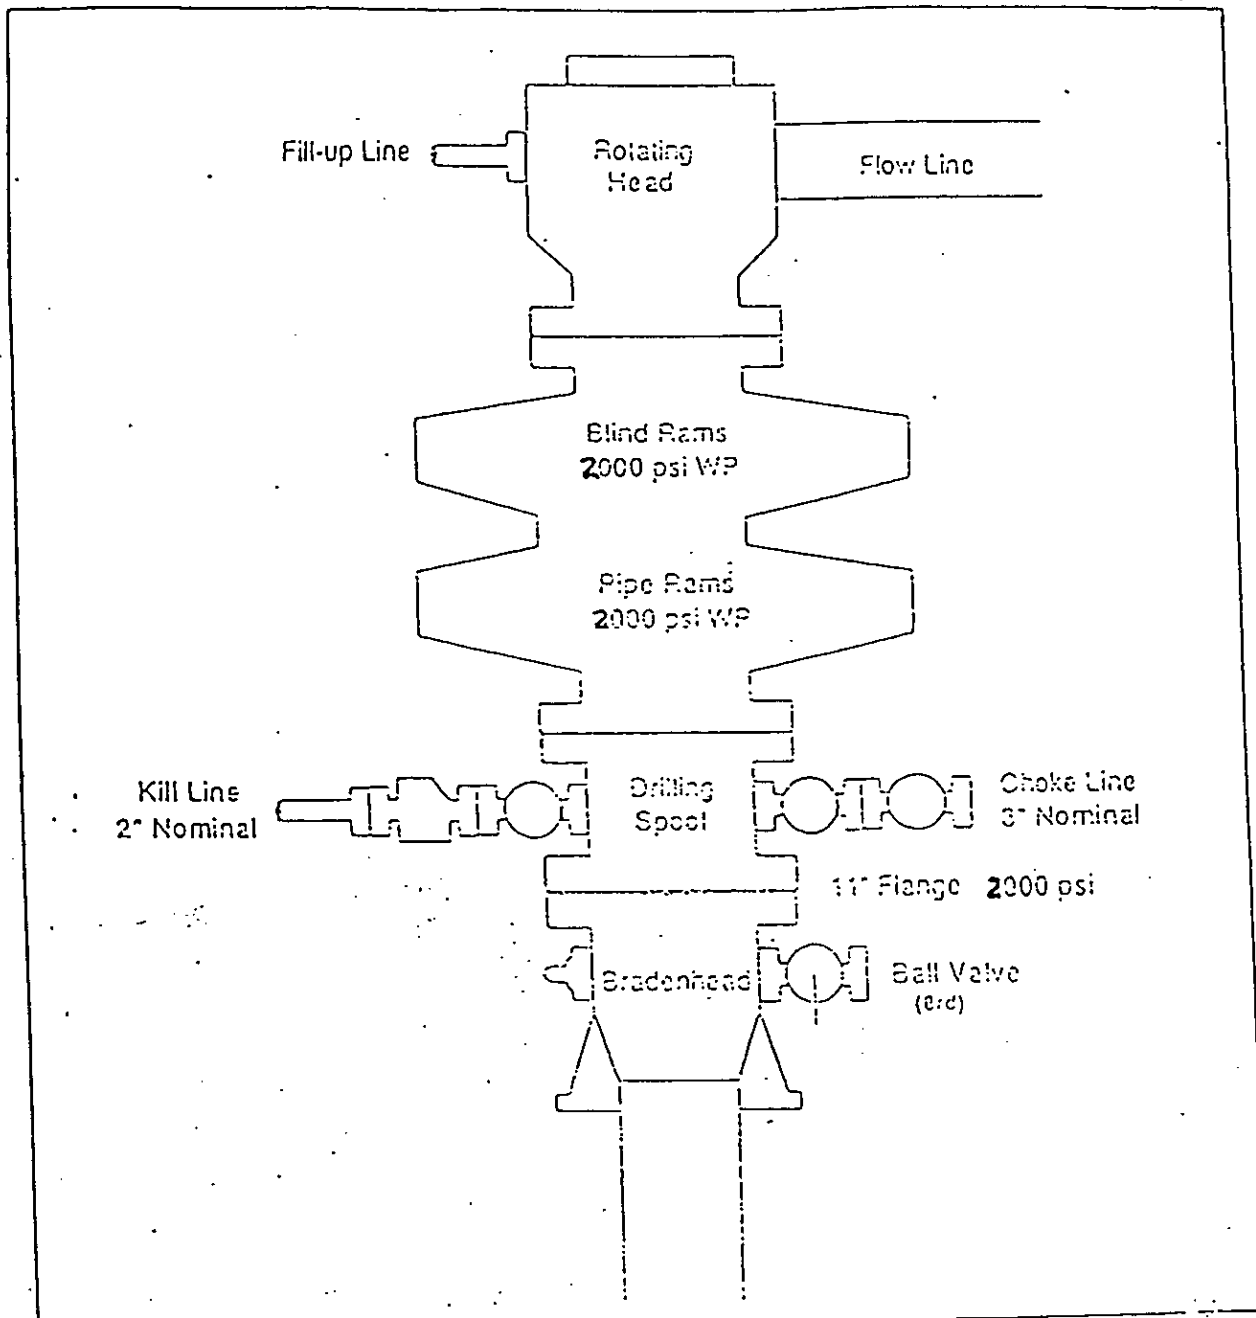 Fill-up Line
Rotating
Head
Flow Line
Blind Rams
2000 psi WP
Pipe Rams
2000 psi WP
Kill Line
2" Nominal
Drilling
Spool
Choke Line
3" Nominal
11" Flange 2000 psi
Bradenhead
Ball Valve